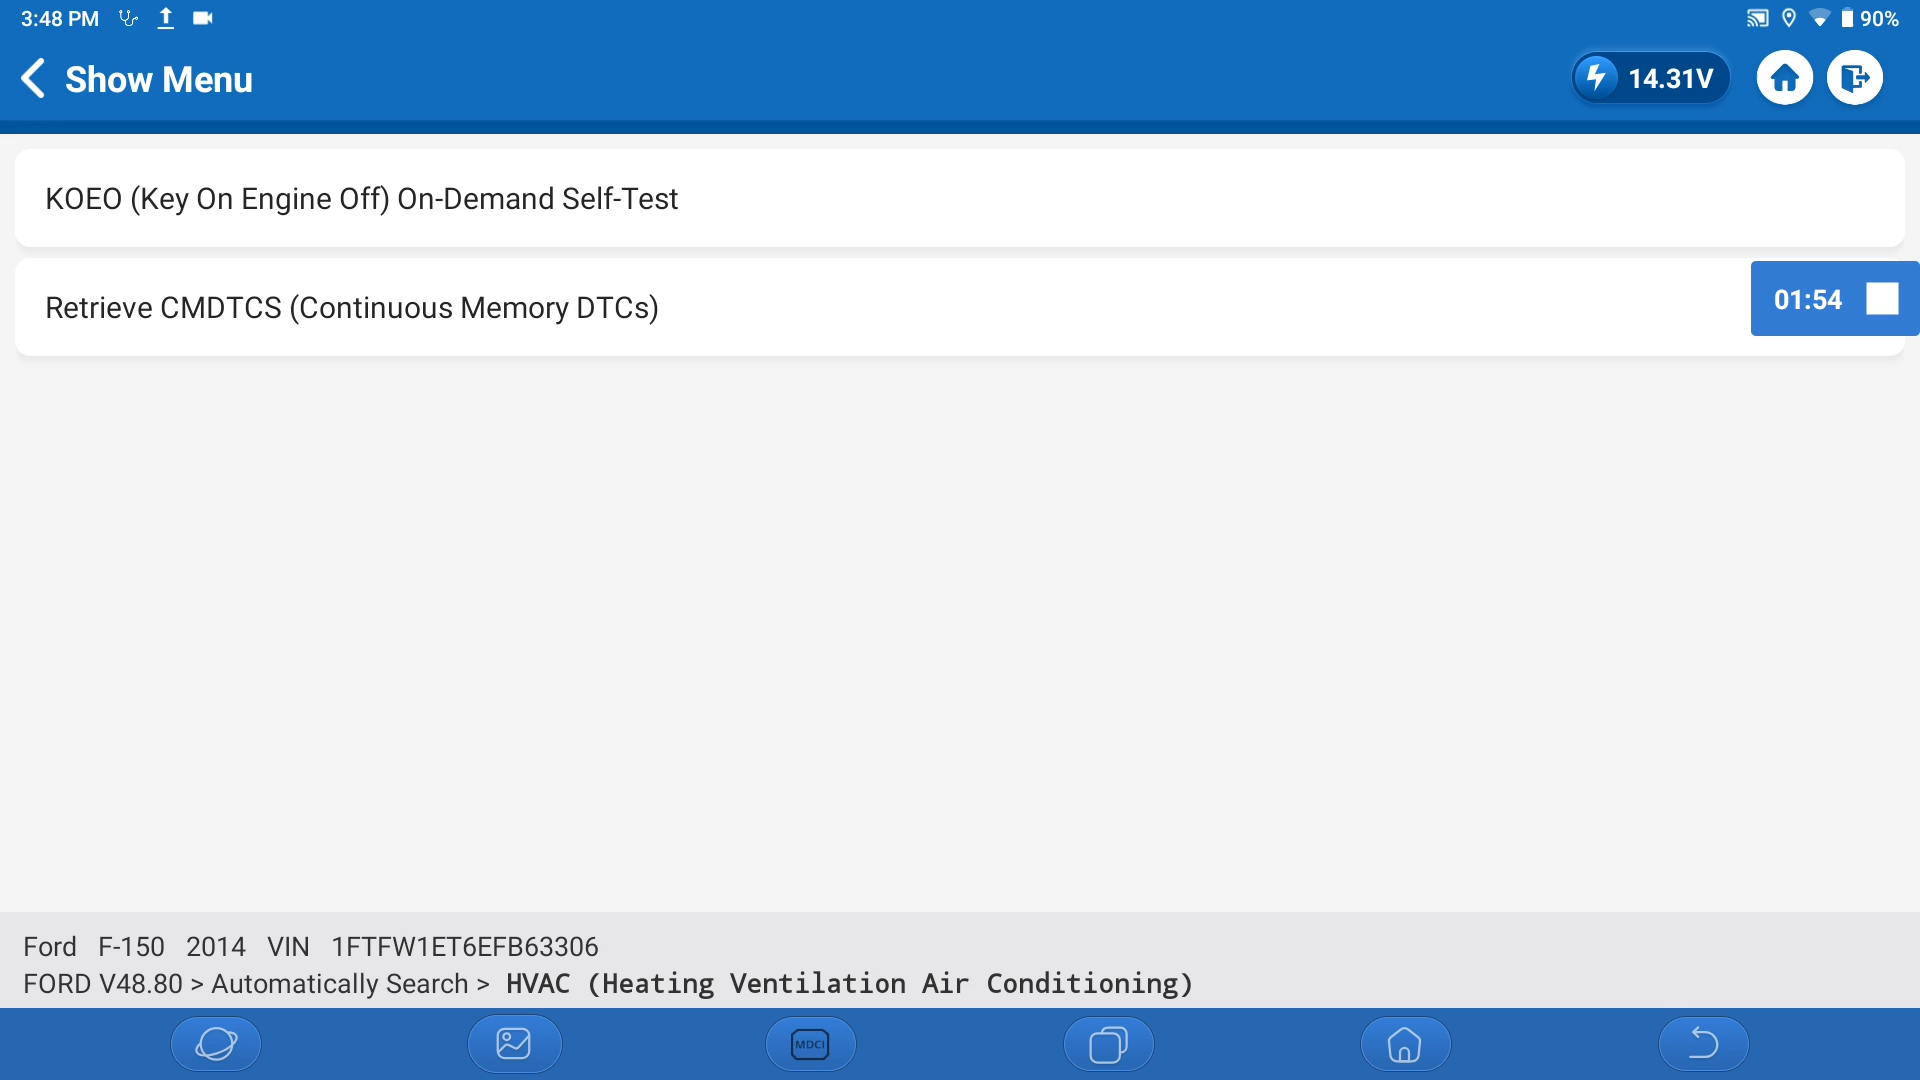 3:48 PM 90%
Show Menu 14.31V
KOEO (Key On Engine Off) On-Demand Self-Test
Retrieve CMDTCS (Continuous Memory DTCs)
01:54
Ford F-150 2014 VIN 1FTFW1ET6EFB63306
FORD V48.80 > Automatically Search > HVAC (Heating Ventilation Air Conditioning)
MDCI